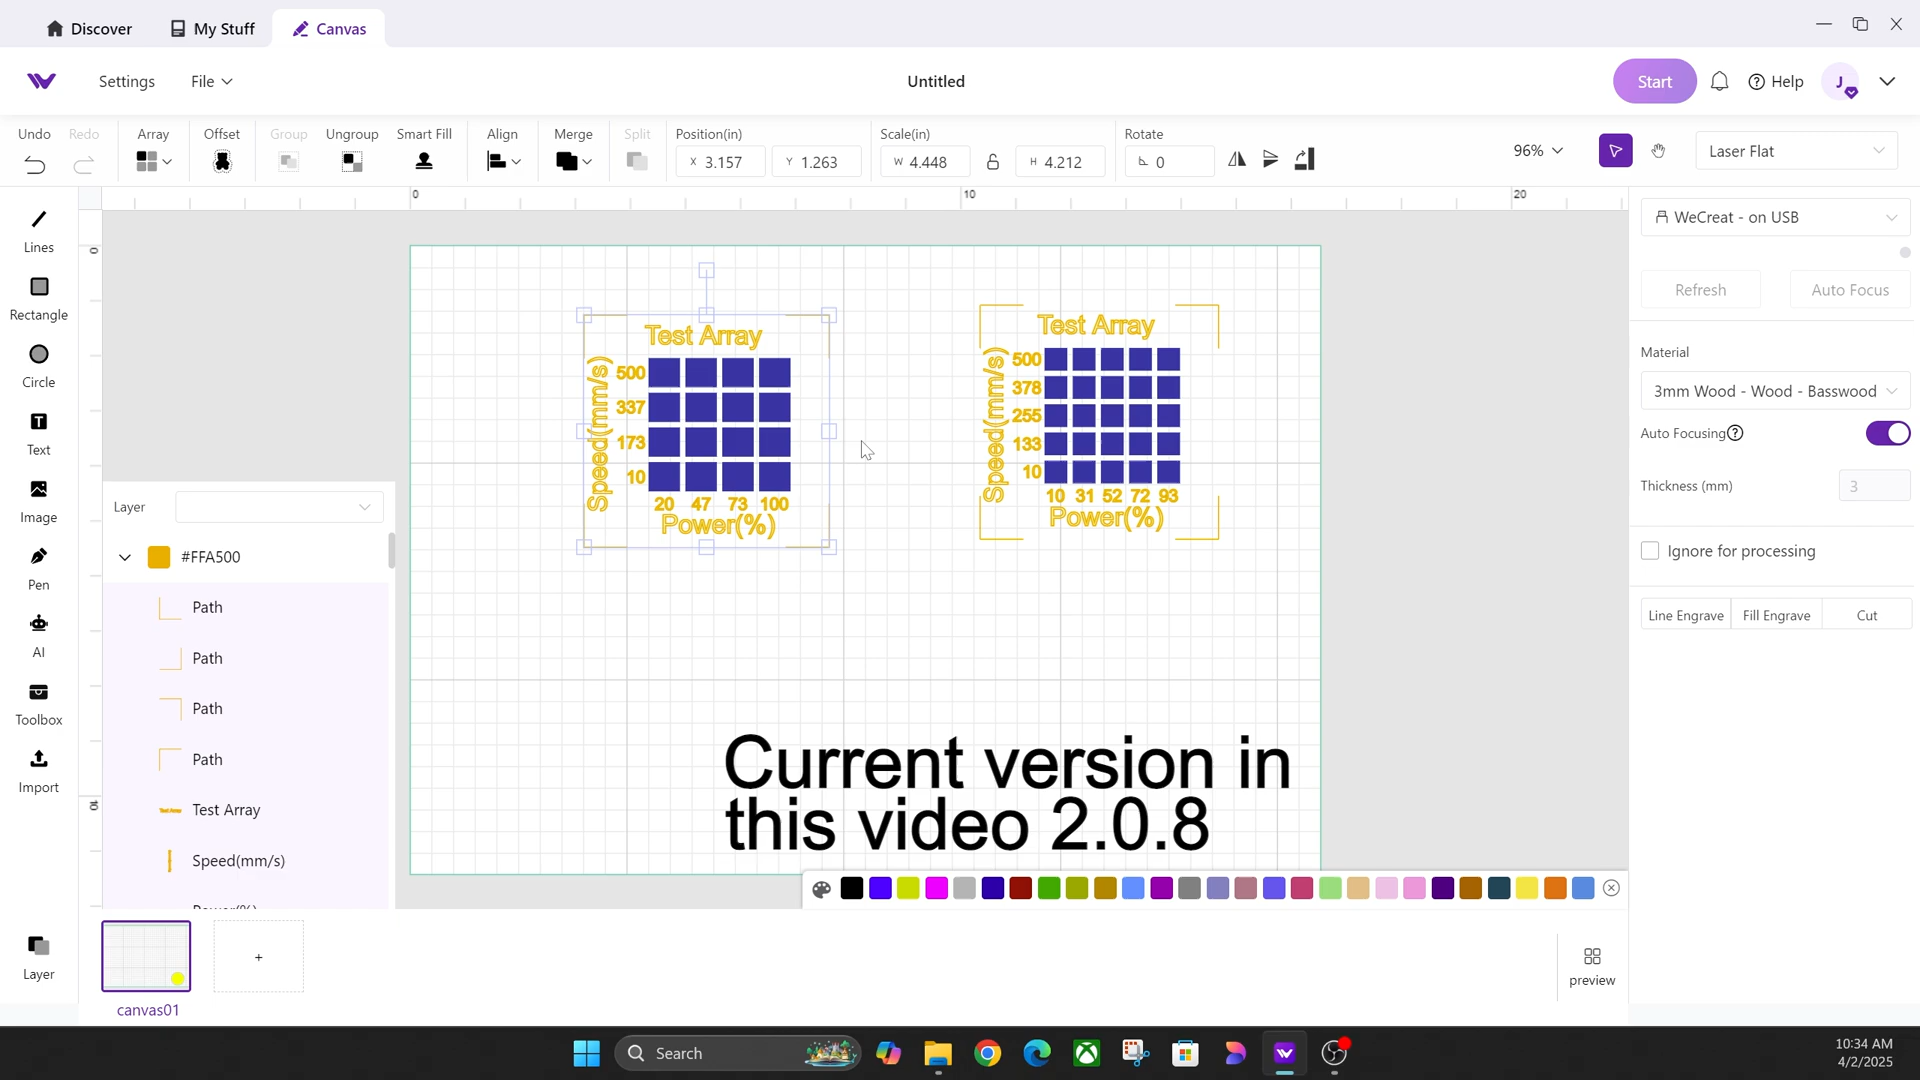 Discover
My Stuff
Canvas
Settings
File
Untitled
Start
Help
J
Undo
Redo
Array
Offset
Group
Ungroup
Smart Fill
Align
Merge
Split
Position(in)
X 3.157
Y 1.263
Scale(in)
W 4.448
H 4.212
Rotate
0
96%
Laser Flat
0
10
20
0
10
Lines
Rectangle
Circle
Text
Image
Pen
AI
Toolbox
Import
Layer
Test Array
Speed(mm/s)
500
337
173
10
20 47 73 100
Power(%)
Test Array
Speed(mm/s)
500
378
255
133
10
10 31 52 72 93
Power(%)
Current version in
this video 2.0.8
Layer
#FFA500
Path
Path
Path
Path
Test Array
Test Array
Speed(mm/s)
Power(%)
WeCreat - on USB
Refresh
Auto Focus
Material
3mm Wood - Wood - Basswood
Auto Focusing
Thickness (mm)
3
Ignore for processing
Line Engrave
Fill Engrave
Cut
+
canvas01
preview
Search
10:34 AM
4/2/2025